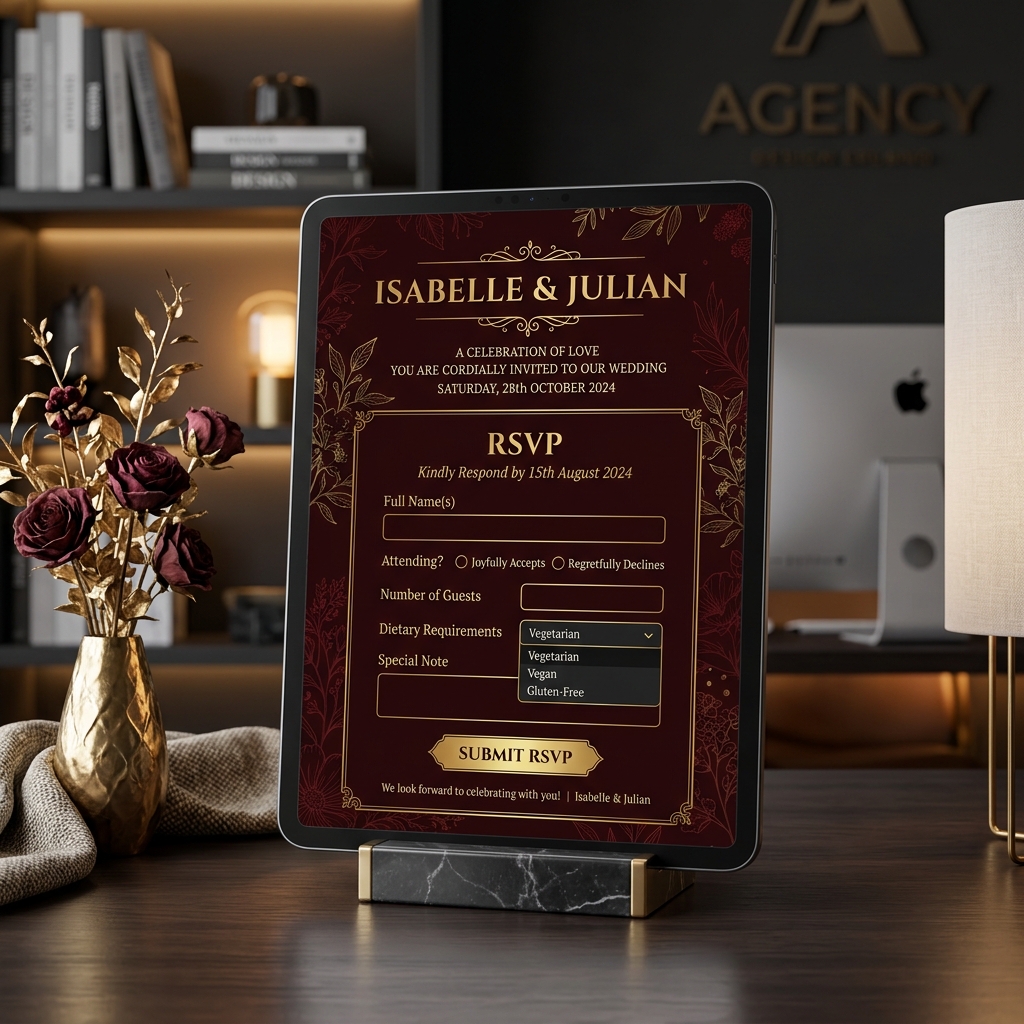 AGENCY
DESIGN
ISABELLE & JULIAN
A CELEBRATION OF LOVE
YOU ARE CORDIALLY INVITED TO OUR WEDDING
SATURDAY, 28th OCTOBER 2024
RSVP
Kindly Respond by 15th August 2024
Full Name(s)
Attending? Joyfully Accepts Regretfully Declines
Number of Guests
Dietary Requirements Vegetarian
Vegetarian
Vegan
Gluten-Free
Special Note
SUBMIT RSVP
We look forward to celebrating with you! | Isabelle & Julian